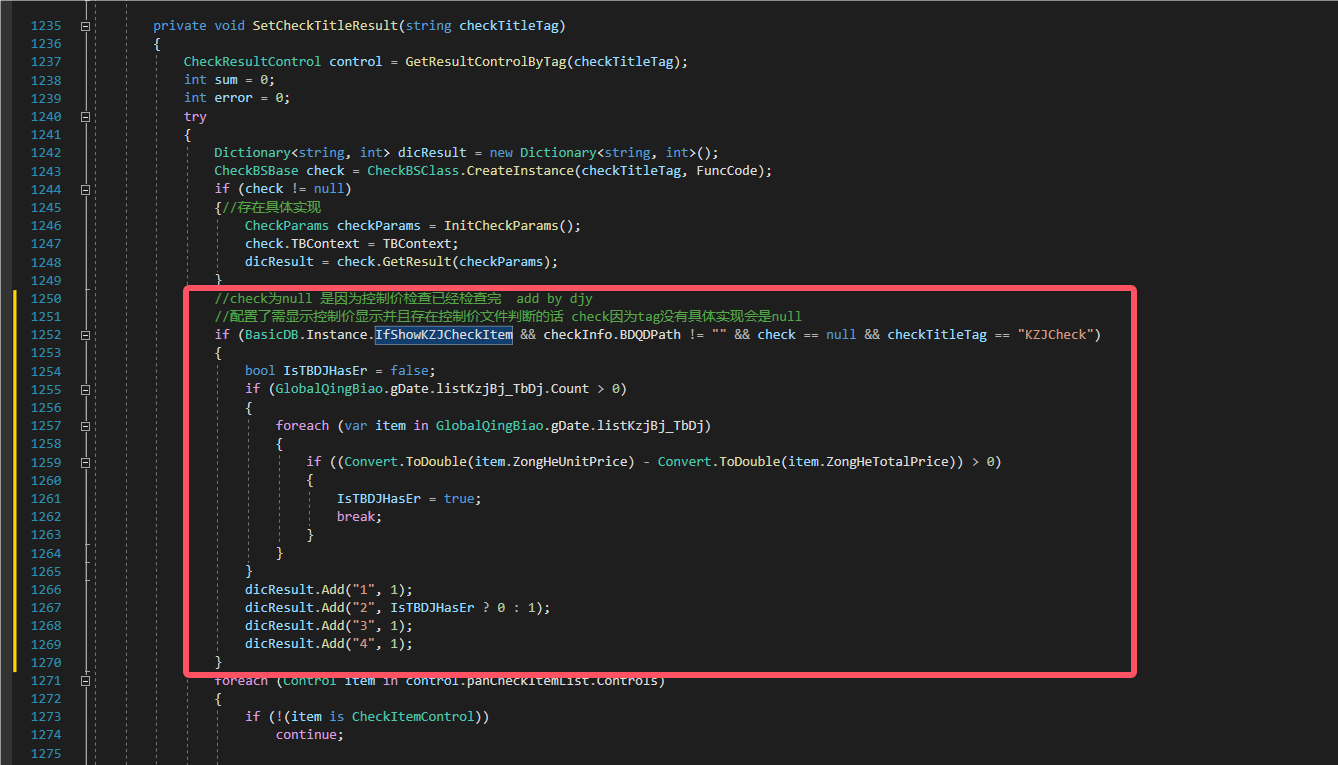 1235 private void SetCheckTitleResult(string checkTitleTag)
1236 {
1237 CheckResultControl control = GetResultControlByTag(checkTitleTag);
1238 int sum = 0;
1239 int error = 0;
1240 try
1241 {
1242 Dictionary<string, int> dicResult = new Dictionary<string, int>();
1243 CheckBSBase check = CheckBSClass.CreateInstance(checkTitleTag, FuncCode);
1244 if (check != null)
1245 {//存在具体实现
1246 CheckParams checkParams = InitCheckParams();
1247 check.TBContext = TBContext;
1248 dicResult = check.GetResult(checkParams);
1249 }
1250 //check为null 是因为控制价检查已经检查完  add by djy
1251 //配置了需显示控制价显示并且存在控制价文件判断的话 check因为tag没有具体实现会是null
1252 if (BasicDB.Instance.IfShowKZJCheckItem && checkInfo.BDQDPath != "" && check == null && checkTitleTag == "KZJCheck")
1253 {
1254 bool IsTBDJHasEr = false;
1255 if (GlobalQingBiao.gDate.listKzjBj_TbDj.Count > 0)
1256 {
1257 foreach (var item in GlobalQingBiao.gDate.listKzjBj_TbDj)
1258 {
1259 if ((Convert.ToDouble(item.ZongHeUnitPrice) - Convert.ToDouble(item.ZongHeTotalPrice)) > 0)
1260 {
1261 IsTBDJHasEr = true;
1262 break;
1263 }
1264 }
1265 }
1266 dicResult.Add("1", 1);
1267 dicResult.Add("2", IsTBDJHasEr ? 0 : 1);
1268 dicResult.Add("3", 1);
1269 dicResult.Add("4", 1);
1270 }
1271 foreach (Control item in control.panCheckItemList.Controls)
1272 {
1273 if (!(item is CheckItemControl))
1274 continue;
1275